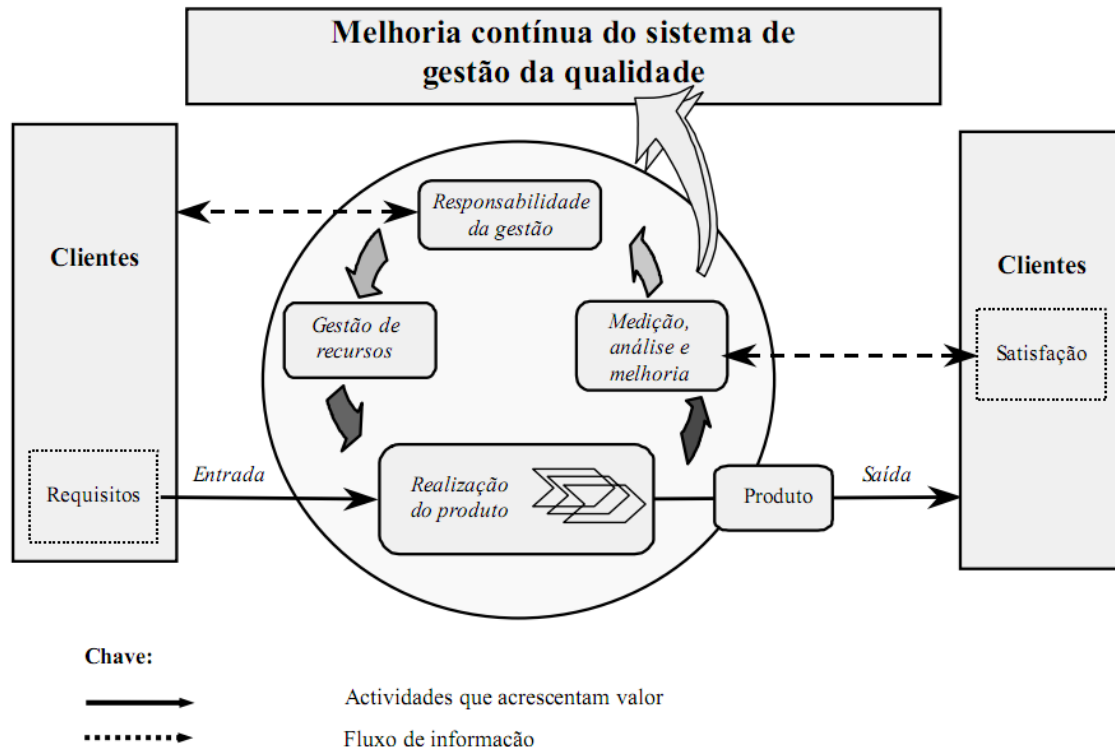 Melhoria contínua do sistema de
gestão da qualidade
Clientes
Responsabilidade
da gestão
Clientes
Gestão de
recursos
Medição,
análise e
melhoria
Satisfação
Requisitos
Entrada
Realização
do produto
Produto
Saída
Chave:
Actividades que acrescentam valor
Fluxo de informação